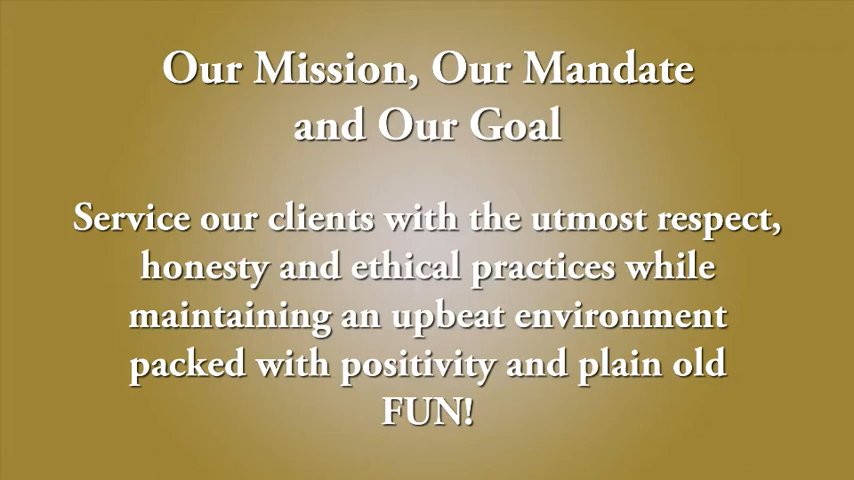 Our Mission, Our Mandate
and Our Goal
Service our clients with the utmost respect,
honesty and ethical practices while
maintaining an upbeat environment
packed with positivity and plain old
FUN!